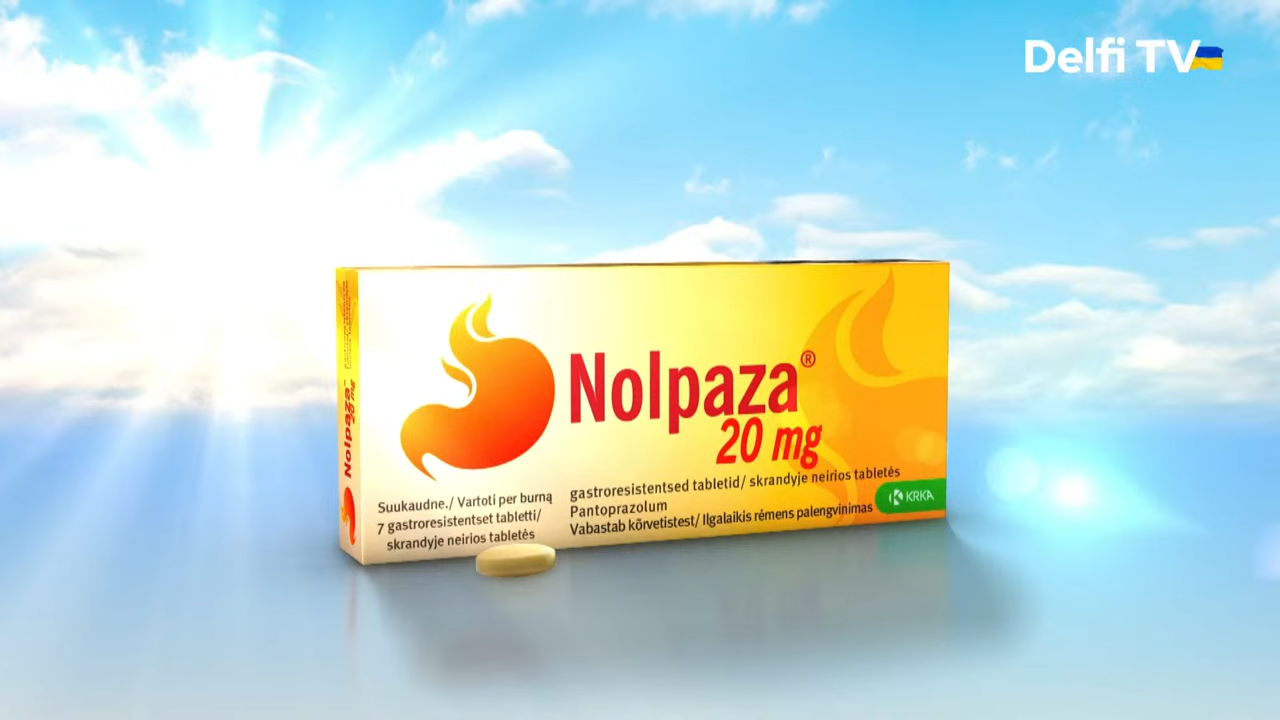 Delfi TV
Nolpaza®
20 mg
Suukaudne./ Vartoti per burną
7 gastroresistentset tabletti/
skrandyje neirios tabletės
gastroresistentsed tabletid/ skrandyje neirios tabletės
Pantoprazolum
Vabastab kõrvetistest/ Ilgalaikis rėmens palengvinimas
KRKA
Nolpaza
20 mg